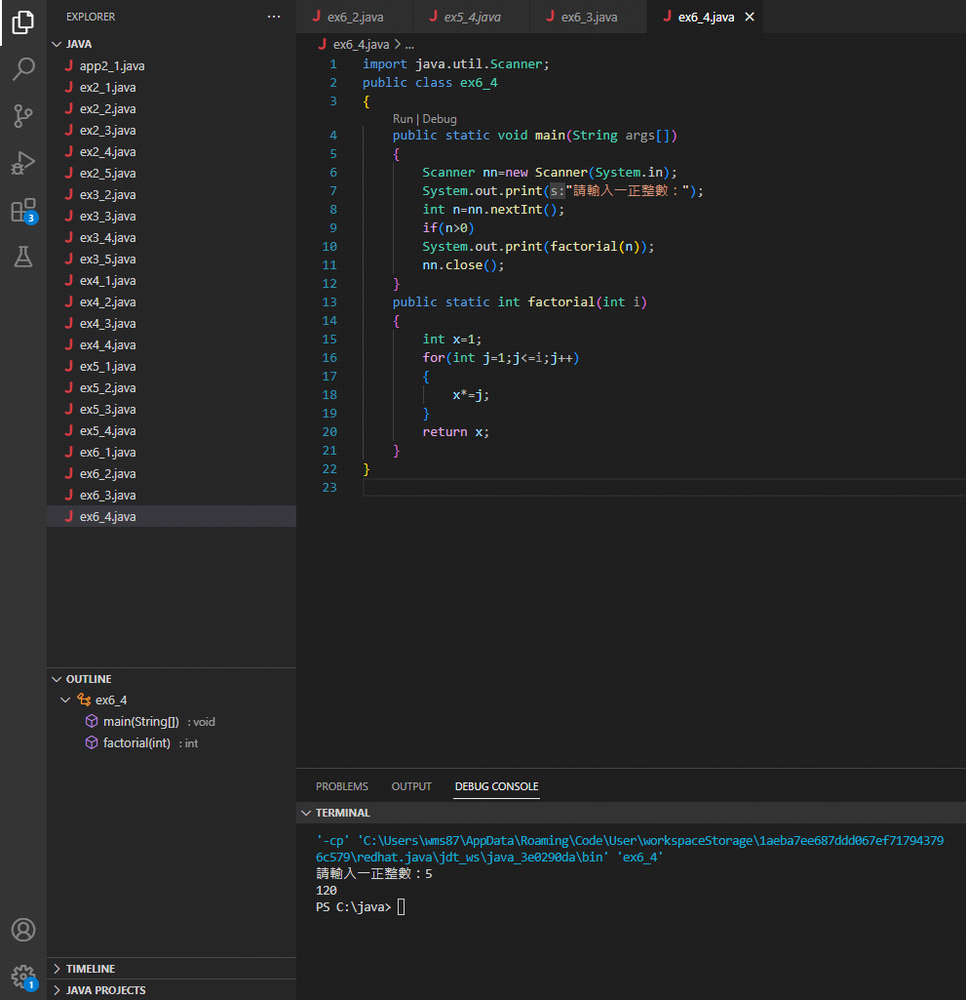 EXPLORER
JAVA
app2_1.java
ex2_1.java
ex2_2.java
ex2_3.java
ex2_4.java
ex2_5.java
ex3_2.java
ex3_3.java
ex3_4.java
ex3_5.java
ex4_1.java
ex4_2.java
ex4_3.java
ex4_4.java
ex5_1.java
ex5_2.java
ex5_3.java
ex5_4.java
ex6_1.java
ex6_2.java
ex6_3.java
ex6_4.java
3
OUTLINE
ex6_4
main(String[]) : void
factorial(int) : int
TIMELINE
JAVA PROJECTS
1
ex6_2.java ex5_4.java ex6_3.java ex6_4.java
ex6_4.java > ...
1 import java.util.Scanner;
2 public class ex6_4
3 {
Run | Debug
4 public static void main(String args[])
5 {
6 Scanner nn=new Scanner(System.in);
7 System.out.print(s:"請輸入一正整數：");
8 int n=nn.nextInt();
9 if(n>0)
10 System.out.print(factorial(n));
11 nn.close();
12 }
13 public static int factorial(int i)
14 {
15 int x=1;
16 for(int j=1;j<=i;j++)
17 {
18 x*=j;
19 }
20 return x;
21 }
22 }
23
PROBLEMS OUTPUT DEBUG CONSOLE
TERMINAL
'-cp' 'C:\Users\wms87\AppData\Roaming\Code\User\workspaceStorage\1aeba7ee687ddd067ef71794379
6c579\redhat.java\jdt_ws\java_3e0290da\bin' 'ex6_4'
請輸入一正整數：5
120
PS C:\java>